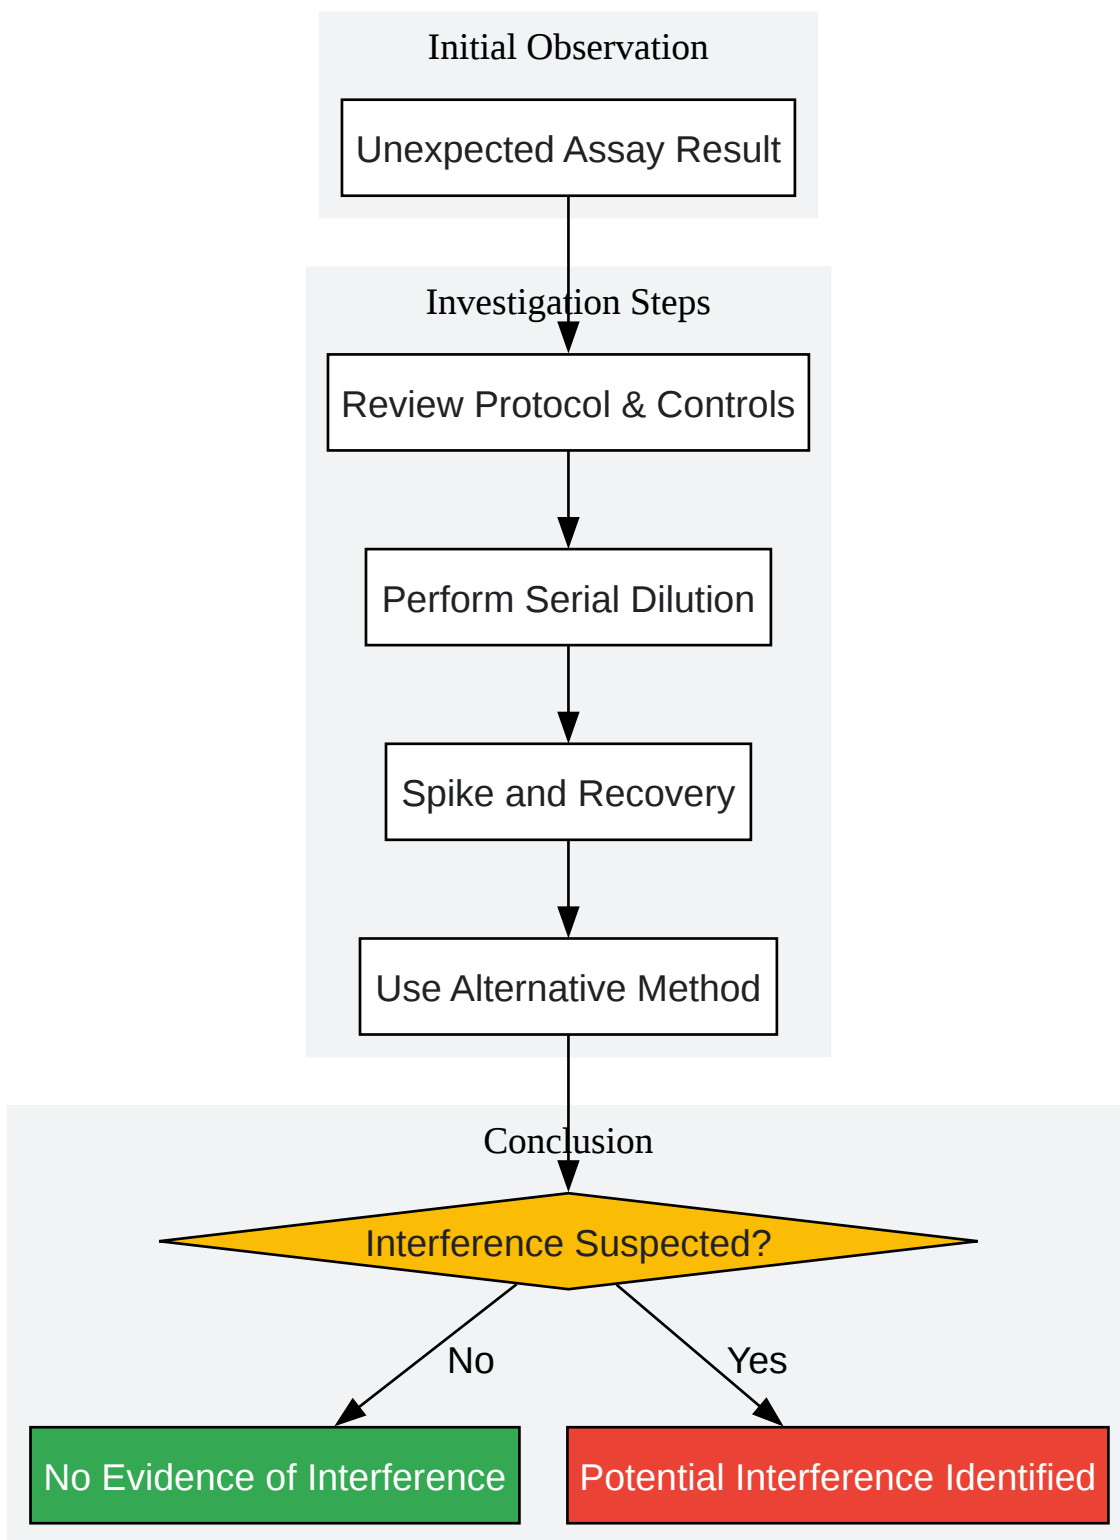 Initial Observation
Unexpected Assay Result
Investigation Steps
Review Protocol & Controls
Perform Serial Dilution
Spike and Recovery
Use Alternative Method
Conclusion
Interference Suspected?
No
Yes
No Evidence of Interference
Potential Interference Identified